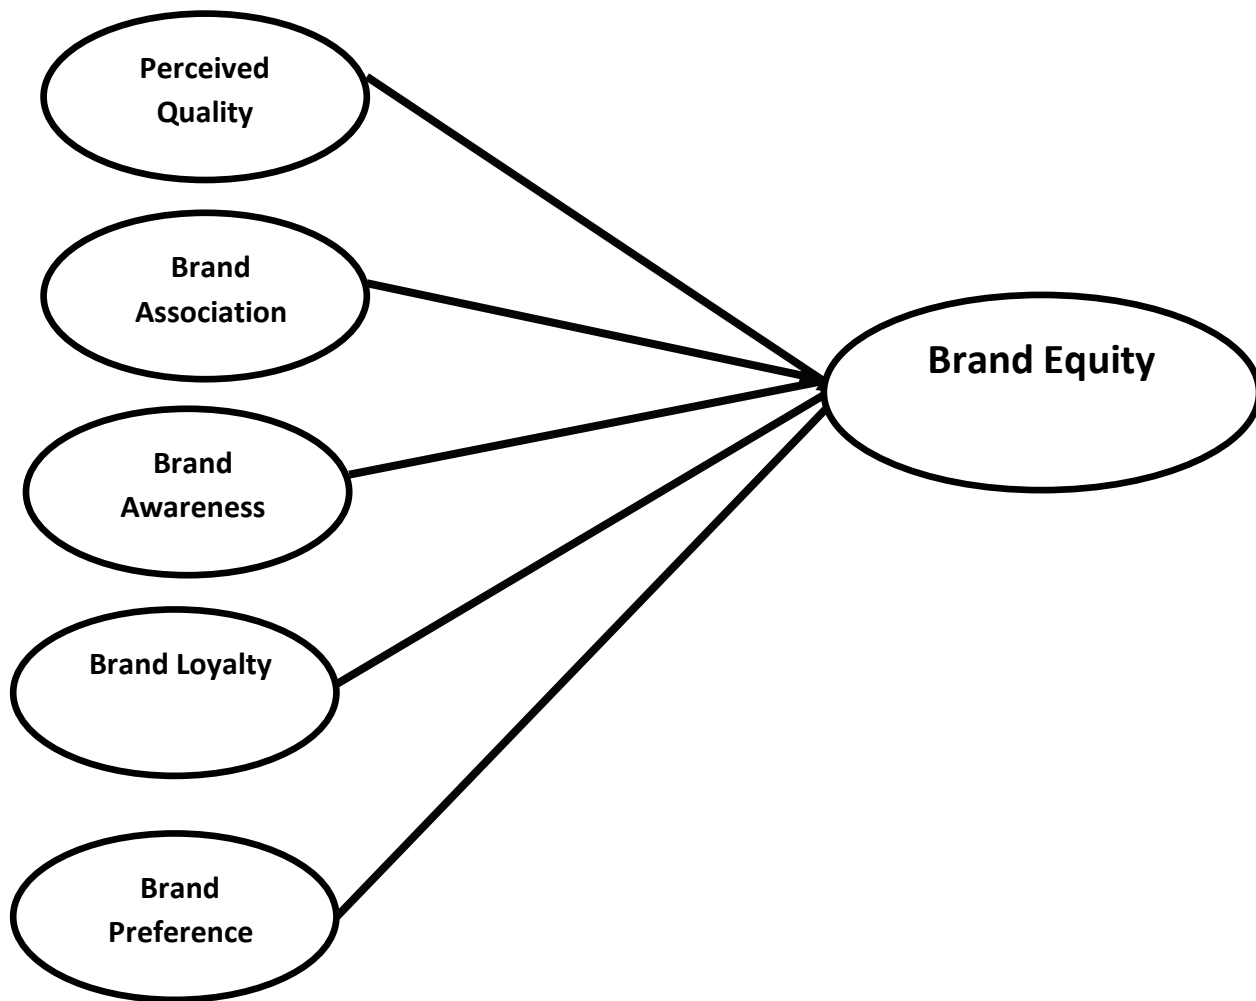 Perceived
Quality
Brand
Association
Brand Equity
Brand
Awareness
Brand Loyalty
Brand
Preference